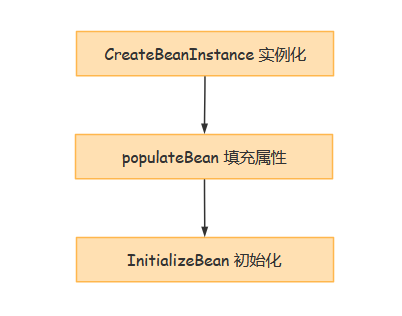 CreateBeanInstance 实例化
populateBean 填充属性
InitializeBean 初始化